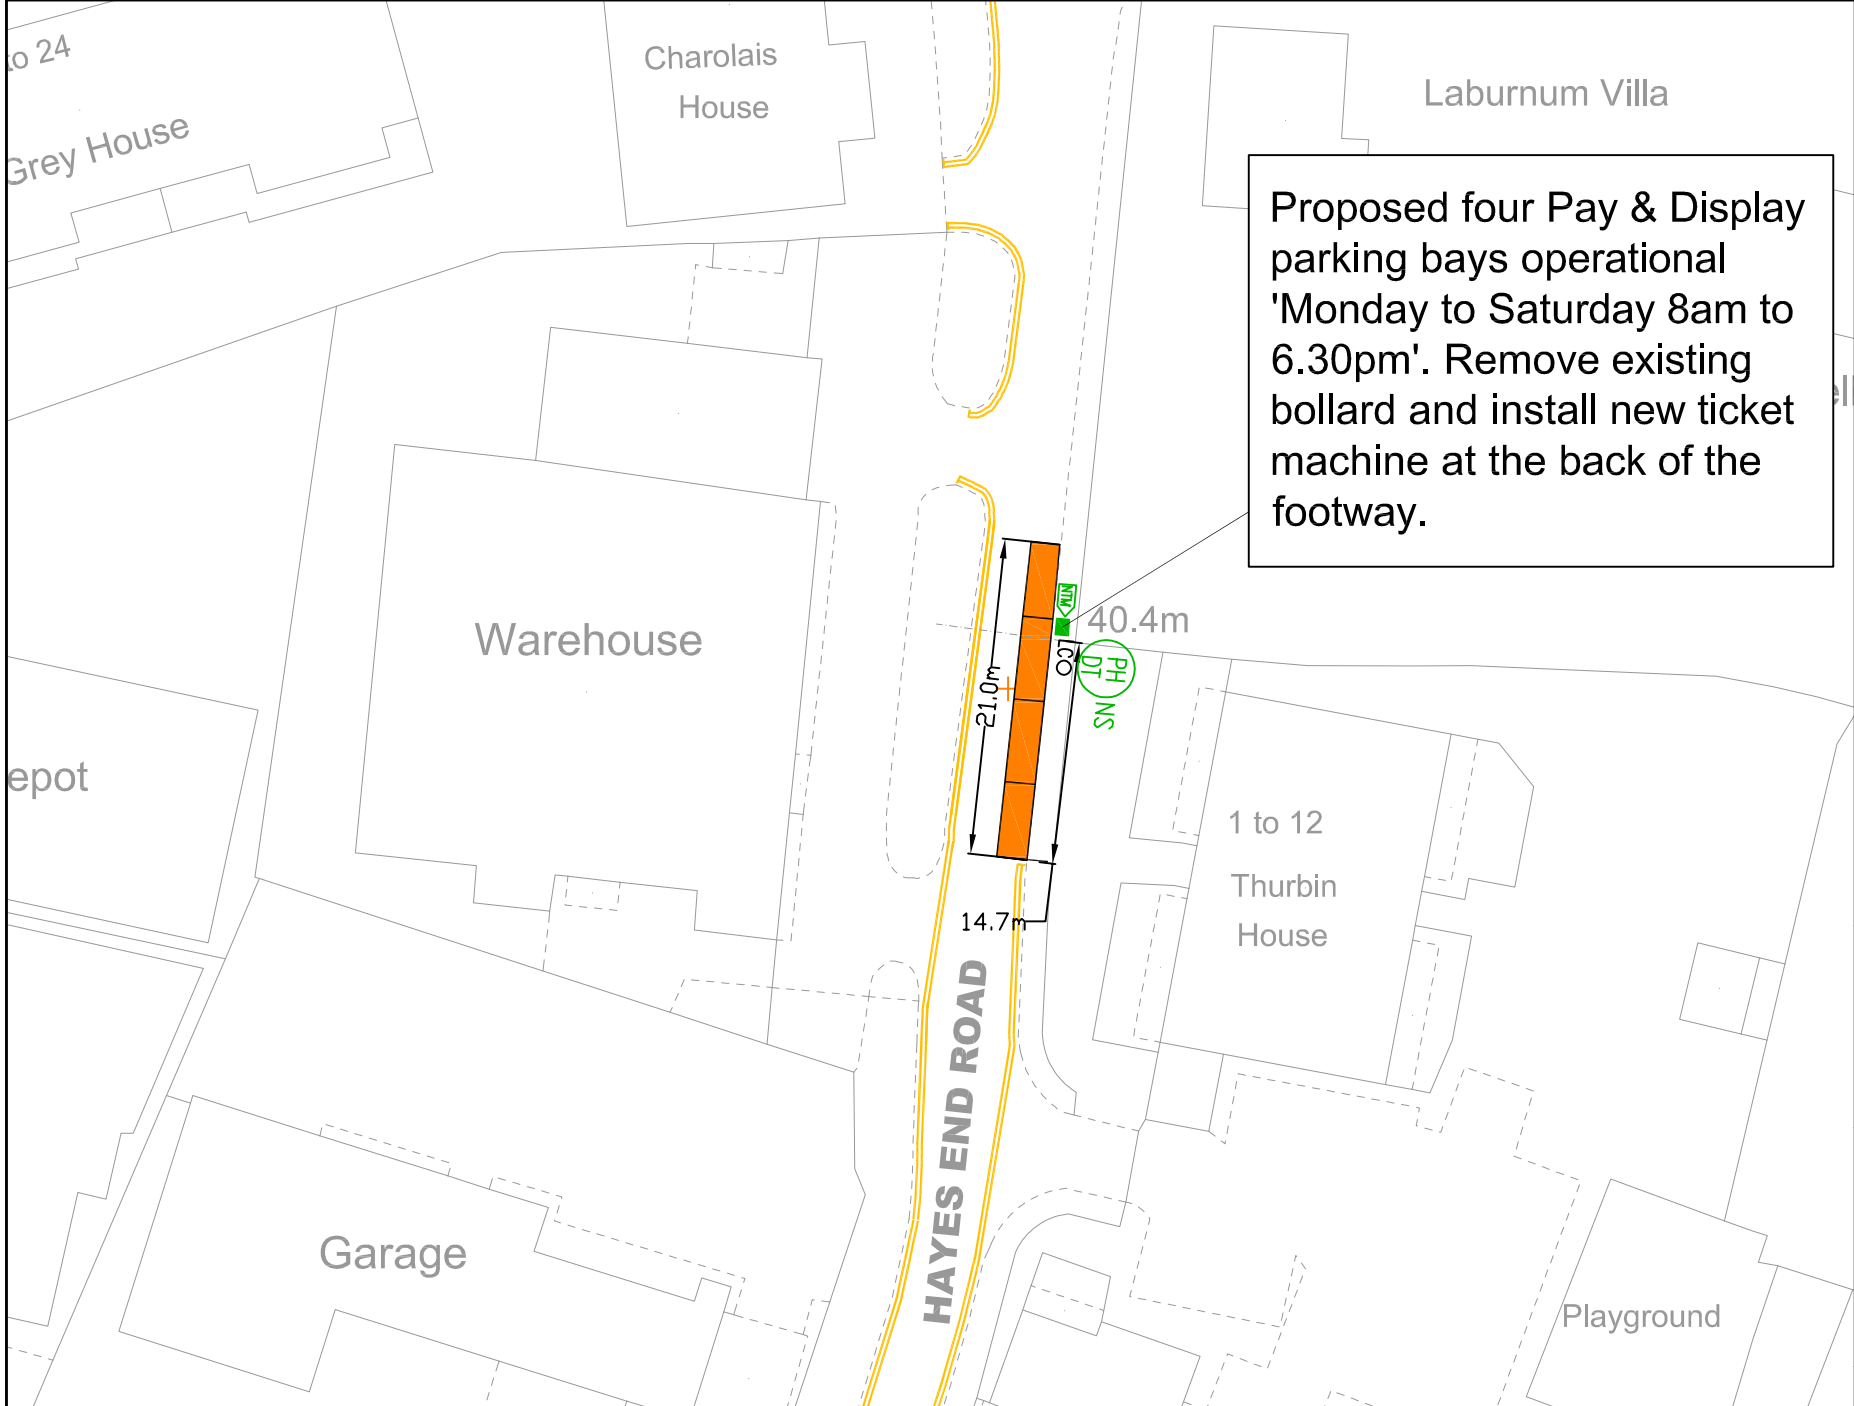 to 24
Grey House
Charolais
House
Laburnum Villa
Proposed four Pay & Display
parking bays operational
'Monday to Saturday 8am to
6.30pm'. Remove existing
bollard and install new ticket
machine at the back of the
footway.
NTM
40.4m
LCO
PH
DT
NS
21.0m
Warehouse
epot
1 to 12
Thurbin
House
14.7m
HAYES END ROAD
Garage
Playground